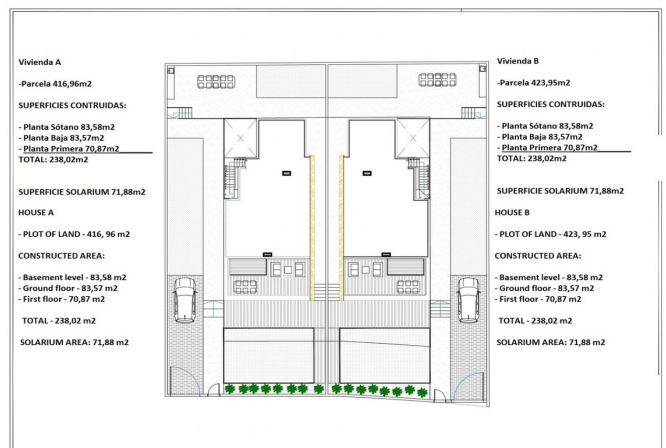 Vivienda A
-Parcela 416,96m2
SUPERFICIES CONTRUIDAS:
- Planta Sótano 83,58m2
- Planta Baja 83,57m2
- Planta Primera 70,87m2
TOTAL: 238,02m2
SUPERFICIE SOLARIUM 71,88m2
HOUSE A
- PLOT OF LAND - 416, 96 m2
CONSTRUCTED AREA:
- Basement level - 83,58 m2
- Ground floor - 83,57 m2
- First floor - 70,87 m2
TOTAL - 238,02 m2
SOLARIUM AREA: 71,88 m2
Vivienda B
-Parcela 423,95m2
SUPERFICIES CONTRUIDAS:
- Planta Sótano 83,58m2
- Planta Baja 83,57m2
- Planta Primera 70,87m2
TOTAL: 238,02m2
SUPERFICIE SOLARIUM 71,88m2
HOUSE B
- PLOT OF LAND - 423, 95 m2
CONSTRUCTED AREA:
- Basement level - 83,58 m2
- Ground floor - 83,57 m2
- First floor - 70,87 m2
TOTAL - 238,02 m2
SOLARIUM AREA: 71,88 m2